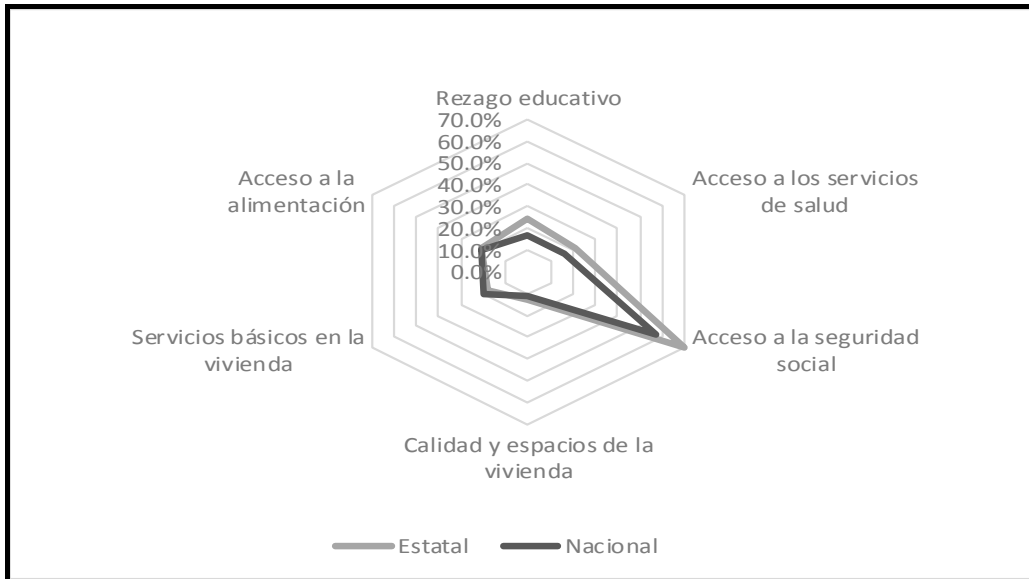 Rezago educativo
70.0%
60.0%
50.0%
40.0%
30.0%
20.0%
10.0%
0.0%
Acceso a los servicios
de salud
Acceso a la seguridad
social
Calidad y espacios de la
vivienda
Servicios básicos en la
vivienda
Acceso a la
alimentación
Estatal
Nacional